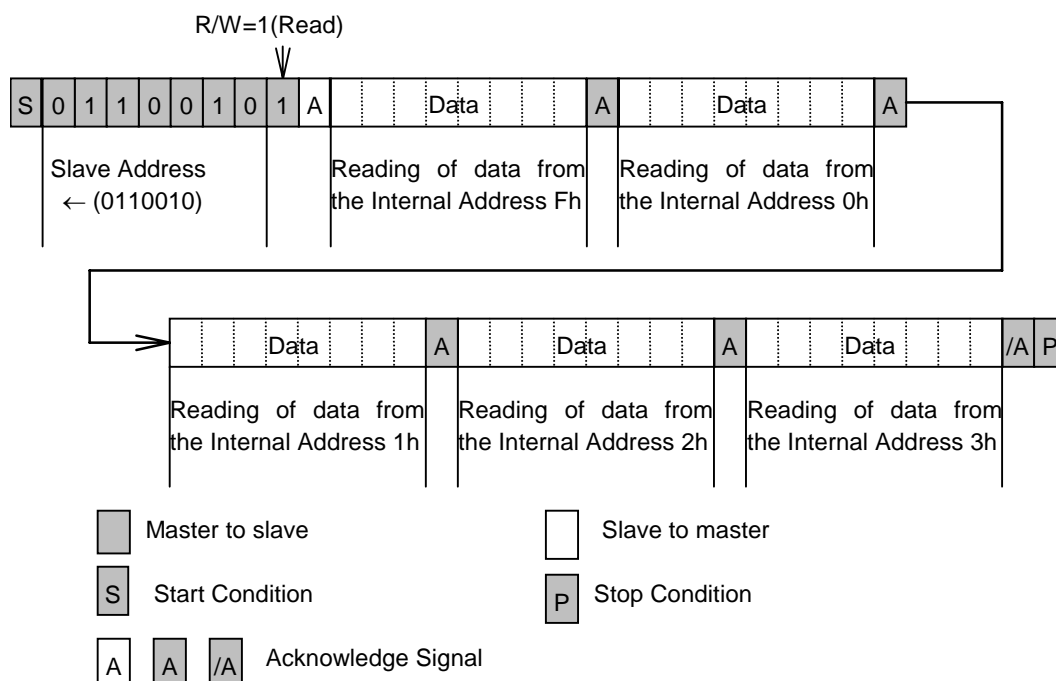 R/W=1(Read)
S 0 1 1 0 0 1 0 1 A Data A Data A
Slave Address
← (0110010)
Reading of data from
the Internal Address Fh
Reading of data from
the Internal Address 0h
Data A Data A Data /A P
Reading of data from
the Internal Address 1h
Reading of data from
the Internal Address 2h
Reading of data from
the Internal Address 3h
Master to slave
Slave to master
S Start Condition
P Stop Condition
A A /A Acknowledge Signal